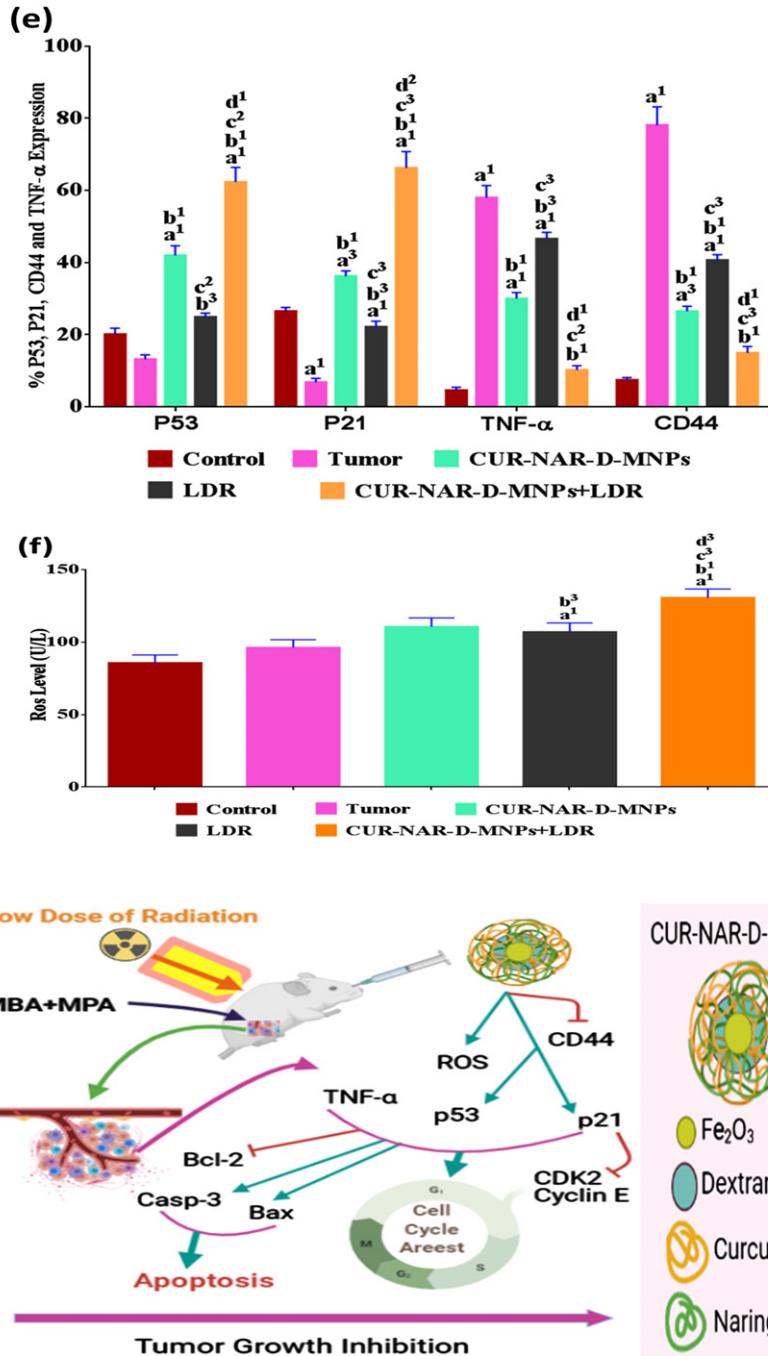 (e)
% P53, P21, CD44 and TNF-α Expression
100
80
60
40
20
0
b¹
a¹
c²
b³
d¹
c²
b¹
a¹
a¹
b¹
a³
c³
b³
a¹
d²
c³
b¹
a¹
a¹
b¹
a¹
c³
b³
a¹
d¹
c²
b¹
a¹
b¹
a³
c³
b¹
a¹
d¹
c³
b¹
P53 P21 TNF-α CD44
Control Tumor CUR-NAR-D-MNPs
LDR CUR-NAR-D-MNPs+LDR
(f)
Ros Level (U/L)
150
100
50
0
b³
a¹
d³
c³
b¹
a¹
Control Tumor CUR-NAR-D-MNPs
LDR CUR-NAR-D-MNPs+LDR
ow Dose of Radiation
MBA+MPA
CD44
ROS
TNF-α
p53
p21
Bcl-2
Casp-3
Bax
CDK2
Cyclin E
G₁
Cell
Cycle
Areest
M
S
G₂
Apoptosis
Tumor Growth Inhibition
CUR-NAR-D-
Fe₂O₃
Dextran
Curcu
Naring